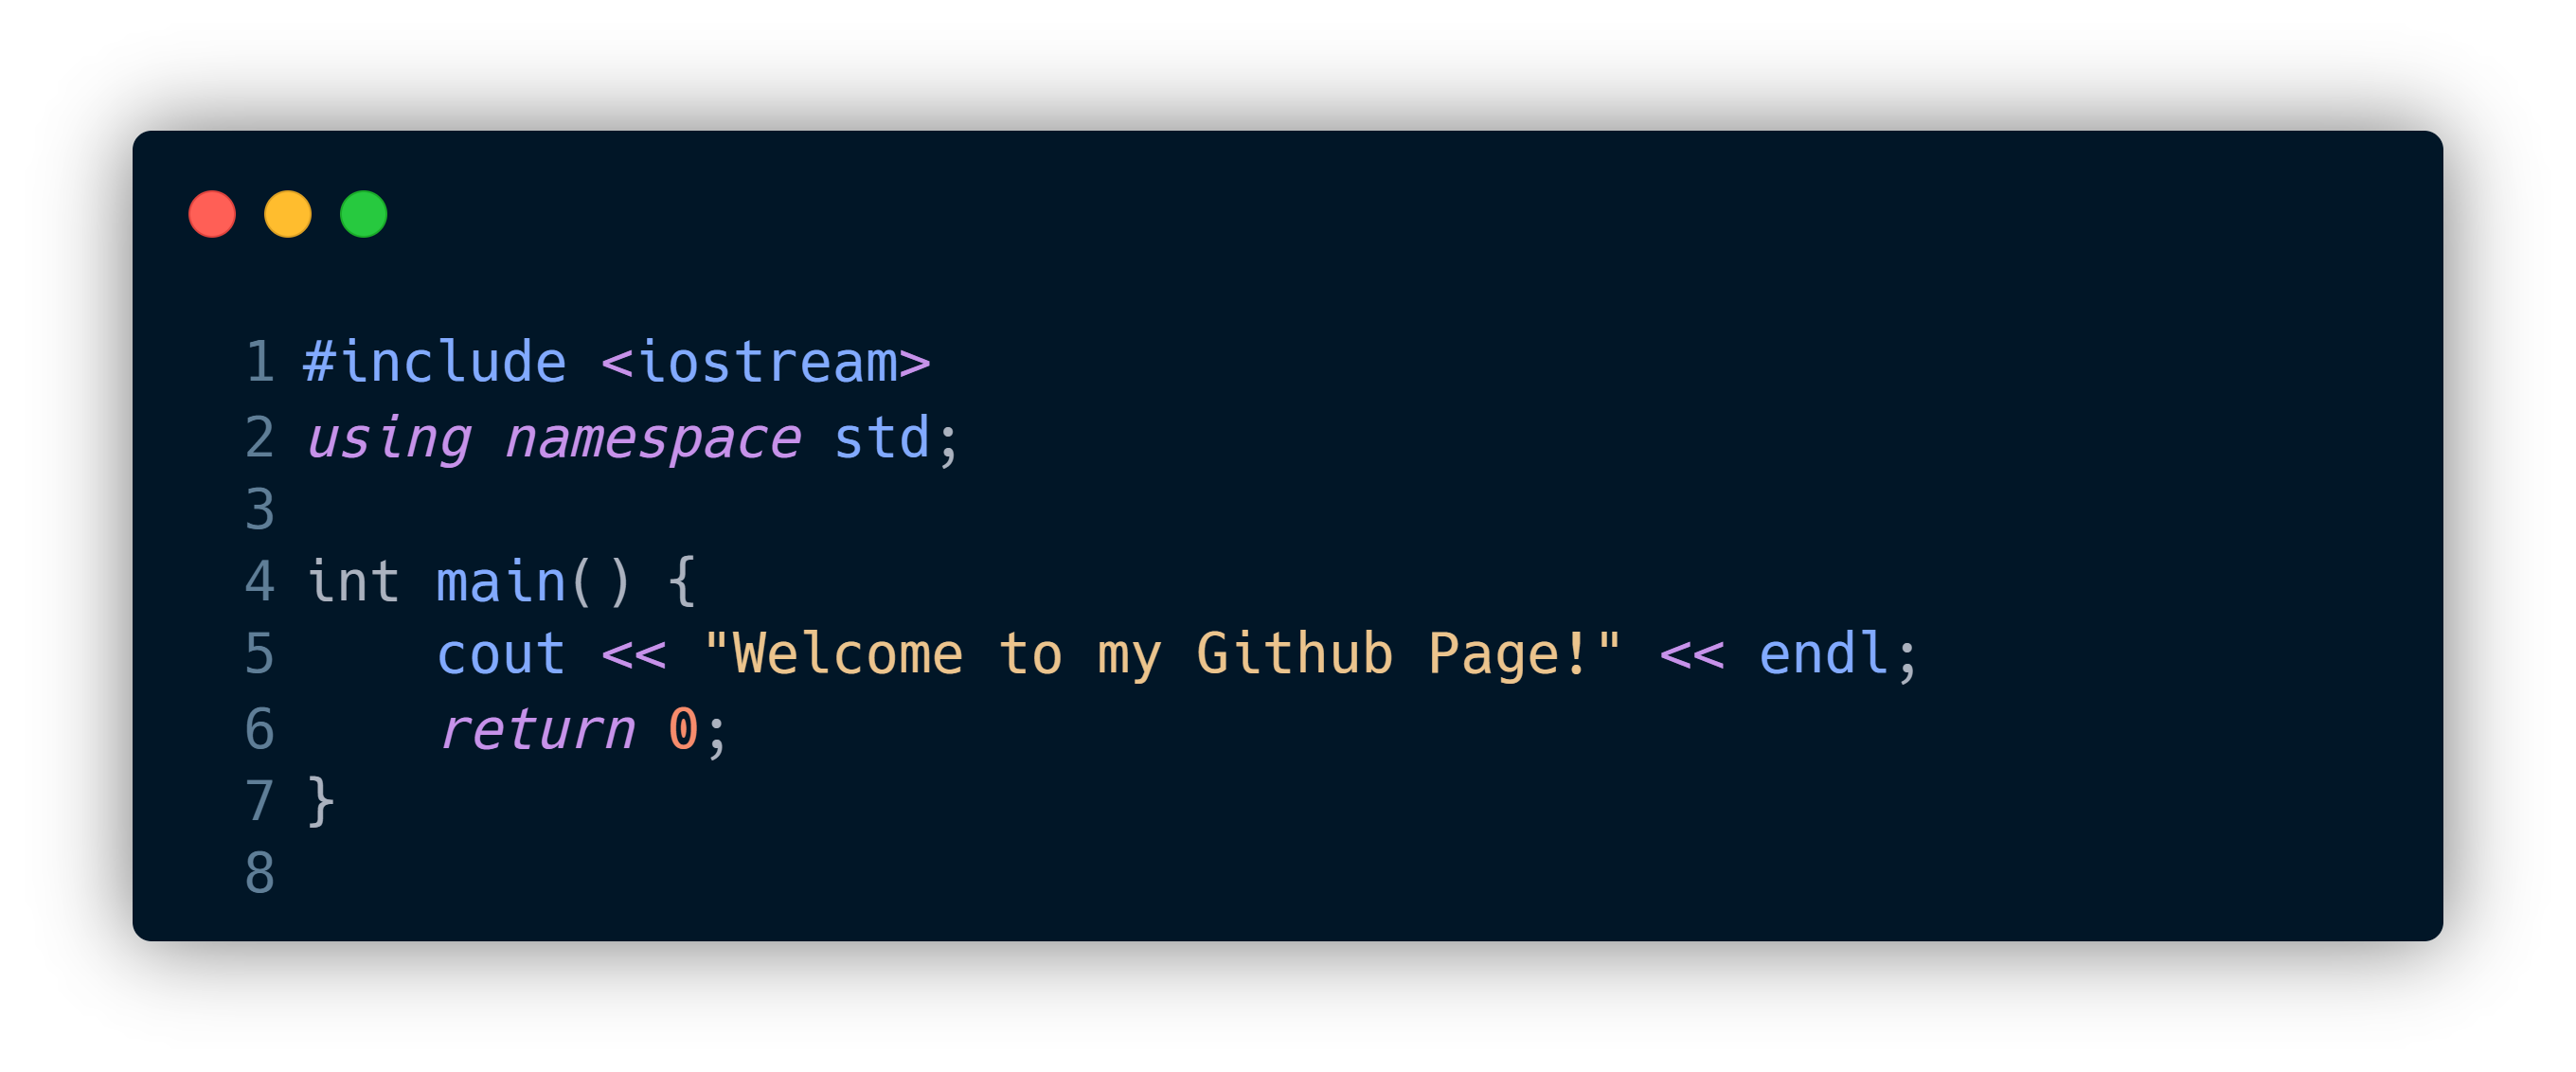 1 #include <iostream>
2 using namespace std;
3
4 int main() {
5     cout << "Welcome to my Github Page!" << endl;
6     return 0;
7 }
8